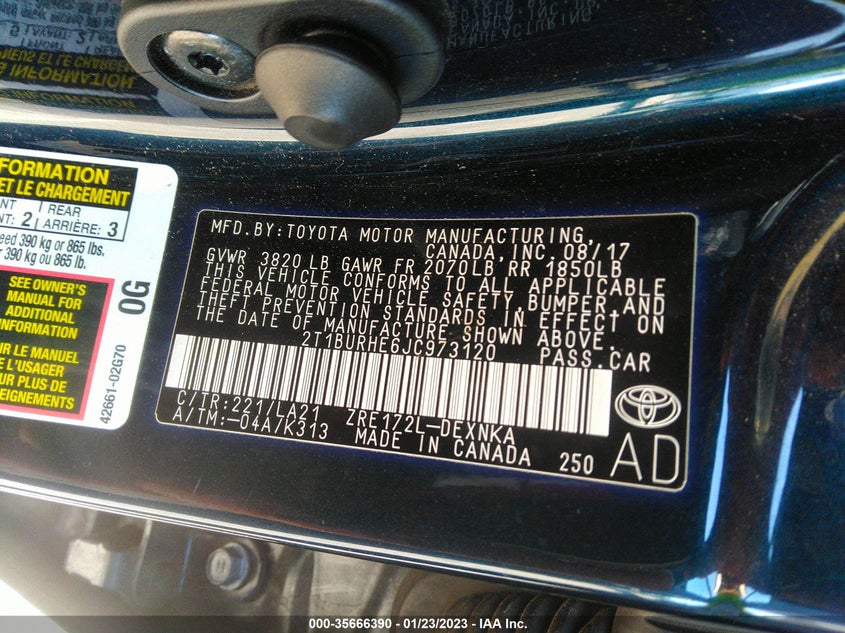 INFORMATION
FORMATION
ET LE CHARGEMENT
2 REAR
ARRIÈRE: 3
390 kg or 865 lbs.
390 kg ou 865 lb.
SEE OWNER'S
MANUAL FOR
ADDITIONAL
INFORMATION
LE MANUEL
PLUS DE
RENSEIGNEMENTS
0G
42661-02G70
MFD.BY:TOYOTA MOTOR MANUFACTURING,
CANADA,INC. 08/17
GVWR 3820LB GAWR FR 2070LB RR 1850LB
THIS VEHICLE CONFORMS TO ALL APPLICABLE
FEDERAL MOTOR VEHICLE SAFETY,BUMPER,AND
THEFT PREVENTION STANDARDS IN EFFECT ON
THE DATE OF MANUFACTURE SHOWN ABOVE.
2T1BURHE6JC973120 PASS.CAR
C/TR:221/LA21 ZRE172L-DEXNKA
A/TM:-04A/K313 MADE IN CANADA 250
AD
000-35666390 — 01/23/2023 — IAA Inc.